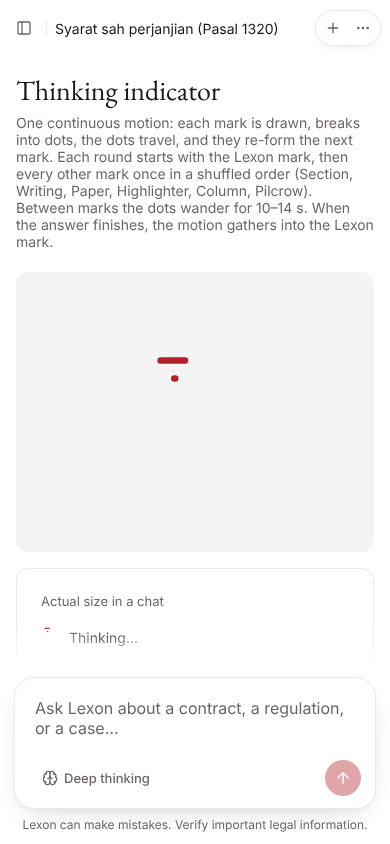 Syarat sah perjanjian (Pasal 1320)
Thinking indicator
One continuous motion: each mark is drawn, breaks
into dots, the dots travel, and they re-form the next
mark. Each round starts with the Lexon mark, then
every other mark once in a shuffled order (Section,
Writing, Paper, Highlighter, Column, Pilcrow).
Between marks the dots wander for 10–14 s. When
the answer finishes, the motion gathers into the Lexon
mark.
Actual size in a chat
Thinking...
Ask Lexon about a contract, a regulation,
or a case...
Deep thinking
Lexon can make mistakes. Verify important legal information.